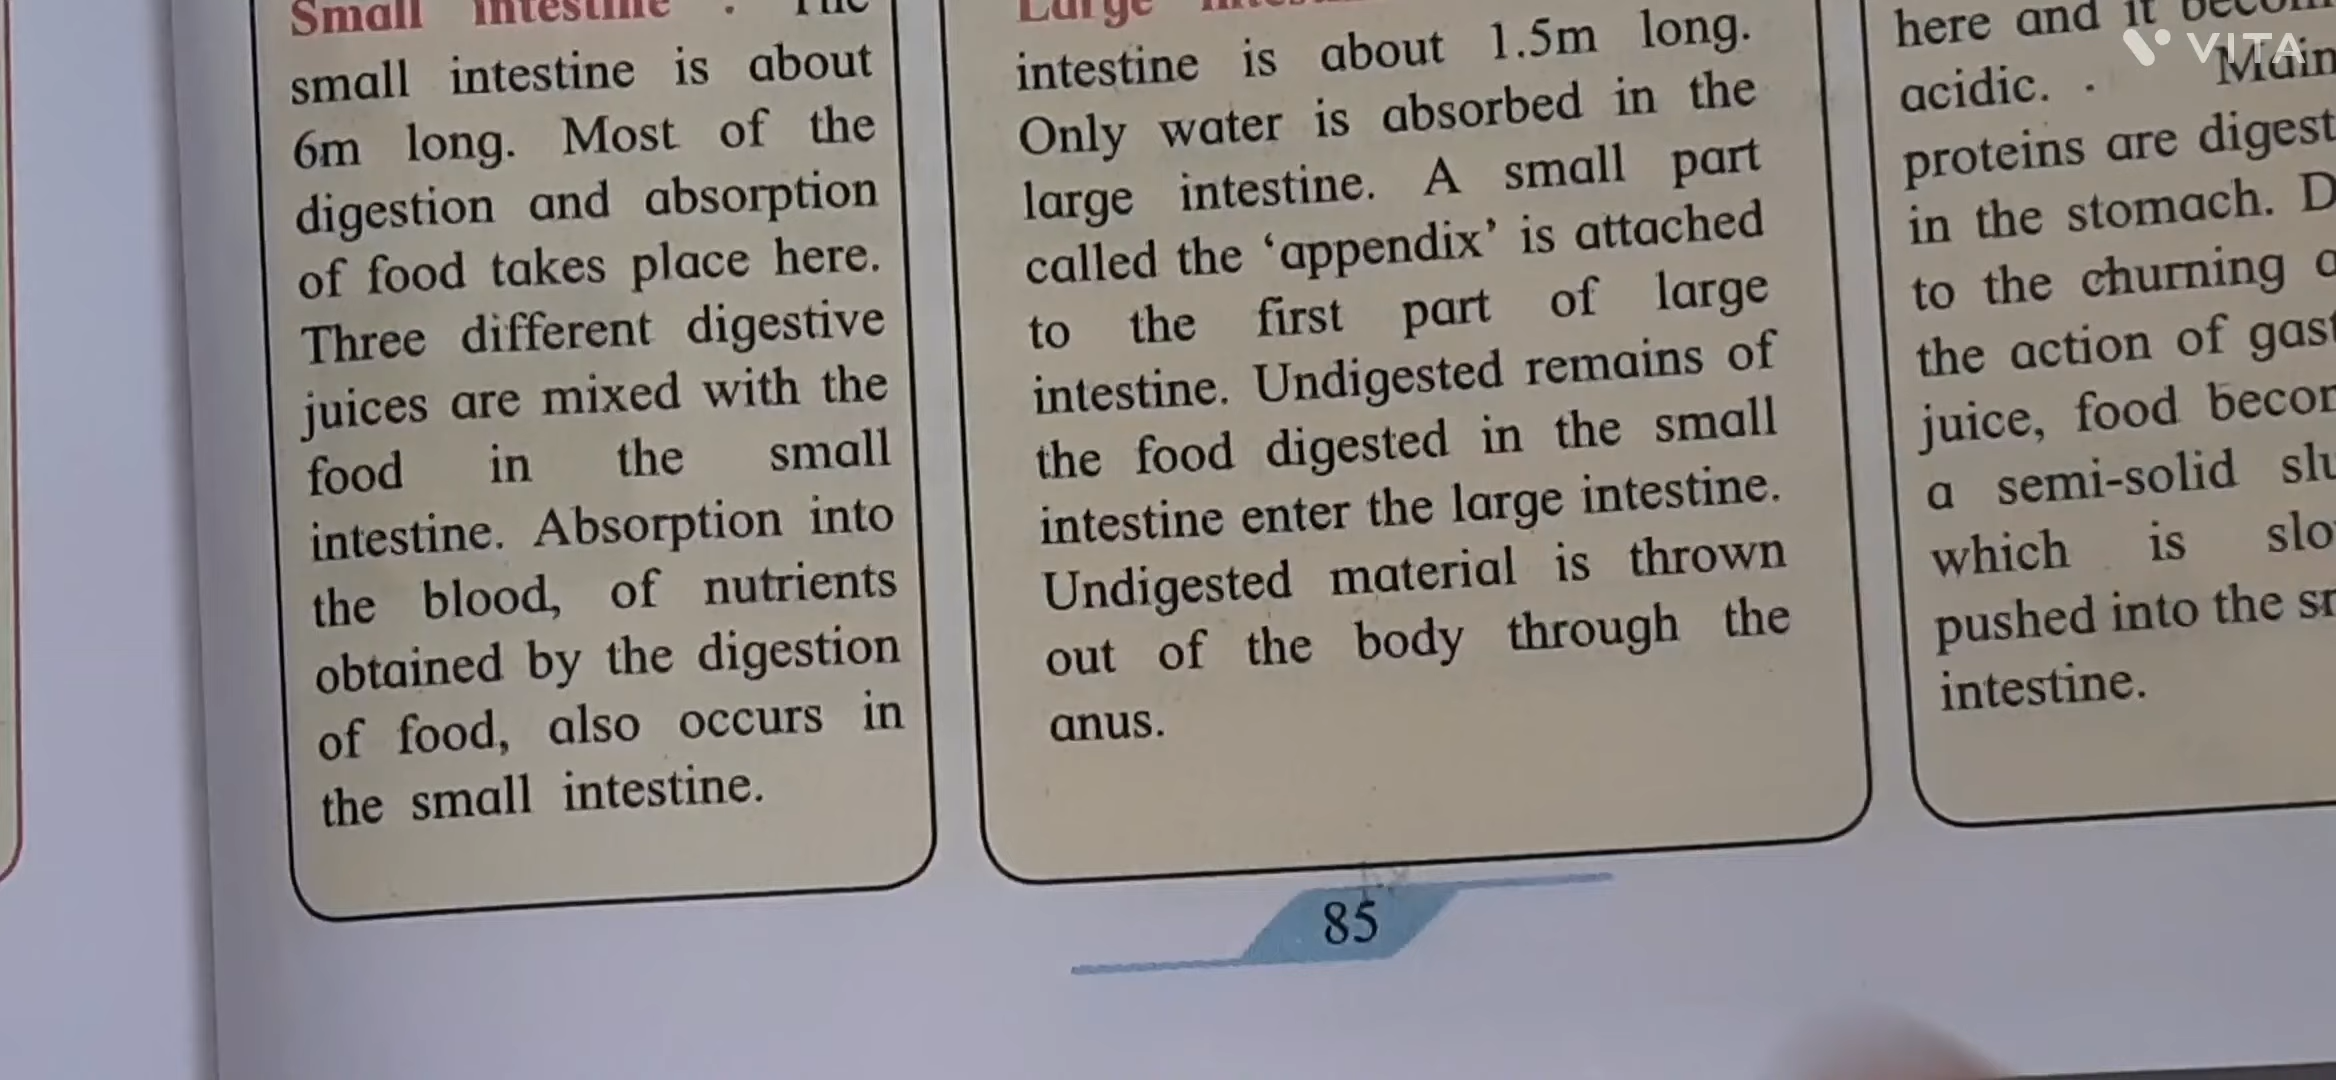 Small intestine : The
small intestine is about
6m long. Most of the
digestion and absorption
of food takes place here.
Three different digestive
juices are mixed with the
food in the small
intestine. Absorption into
the blood, of nutrients
obtained by the digestion
of food, also occurs in
the small intestine.
Large
intestine is about 1.5m long.
Only water is absorbed in the
large intestine. A small part
called the ‘appendix’ is attached
to the first part of large
intestine. Undigested remains of
the food digested in the small
intestine enter the large intestine.
Undigested material is thrown
out of the body through the
anus.
here and it
acidic. .
proteins are
in the stomach.
to the churning
the action of
juice, food
a semi-solid
which is
pushed into the
intestine.
85
VITA